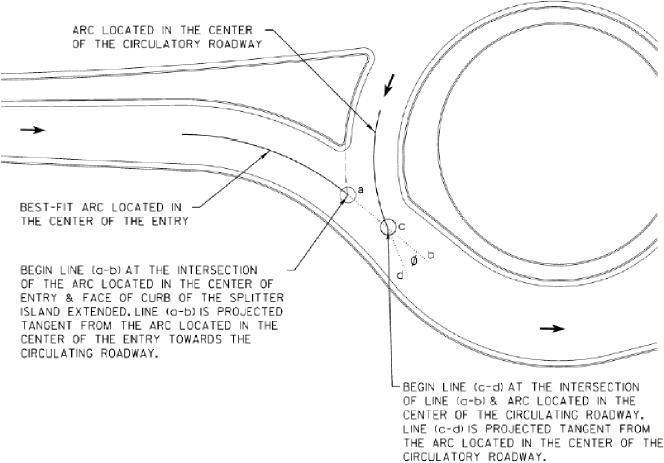 ARC LOCATED IN THE CENTER
OF THE CIRCULATORY ROADWAY
a
BEST-FIT ARC LOCATED IN
THE CENTER OF THE ENTRY
c
b
d
Ø
BEGIN LINE (a-b) AT THE INTERSECTION
OF THE ARC LOCATED IN THE CENTER OF
ENTRY & FACE OF CURB OF THE SPLITTER
ISLAND EXTENDED. LINE (a-b) IS PROJECTED
TANGENT FROM THE ARC LOCATED IN THE
CENTER OF THE ENTRY TOWARDS THE
CIRCULATING ROADWAY.
BEGIN LINE (c-d) AT THE INTERSECTION
OF LINE (a-b) & ARC LOCATED IN THE
CENTER OF THE CIRCULATING ROADWAY.
LINE (c-d) IS PROJECTED TANGENT FROM
THE ARC LOCATED IN THE CENTER OF THE
CIRCULATORY ROADWAY.